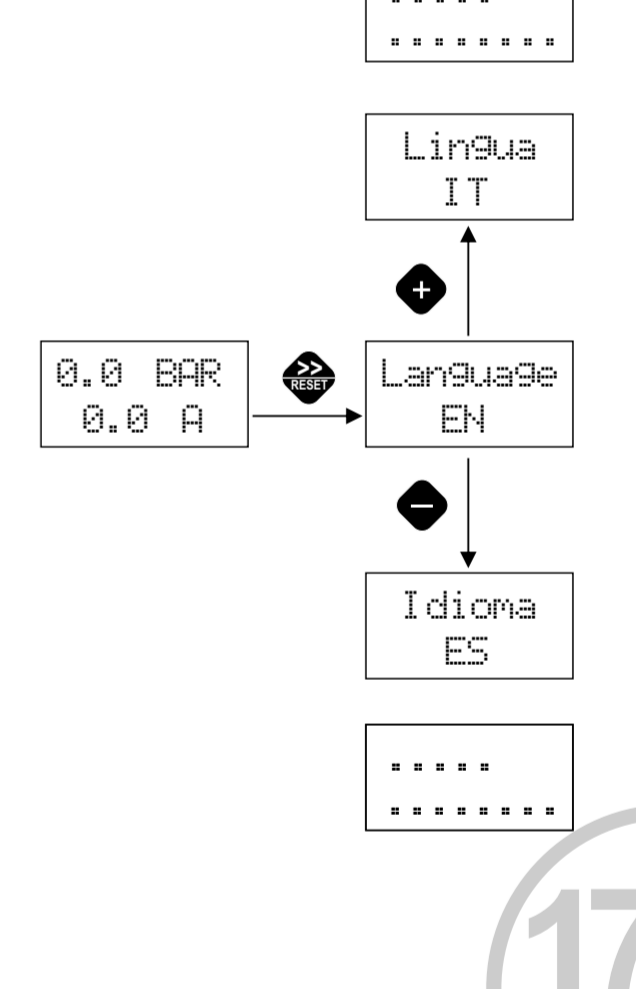 Lingua
IT
+
0.0 BAR
0.0 A
>>
RESET
Language
EN
-
Idioma
ES
.....
........
17